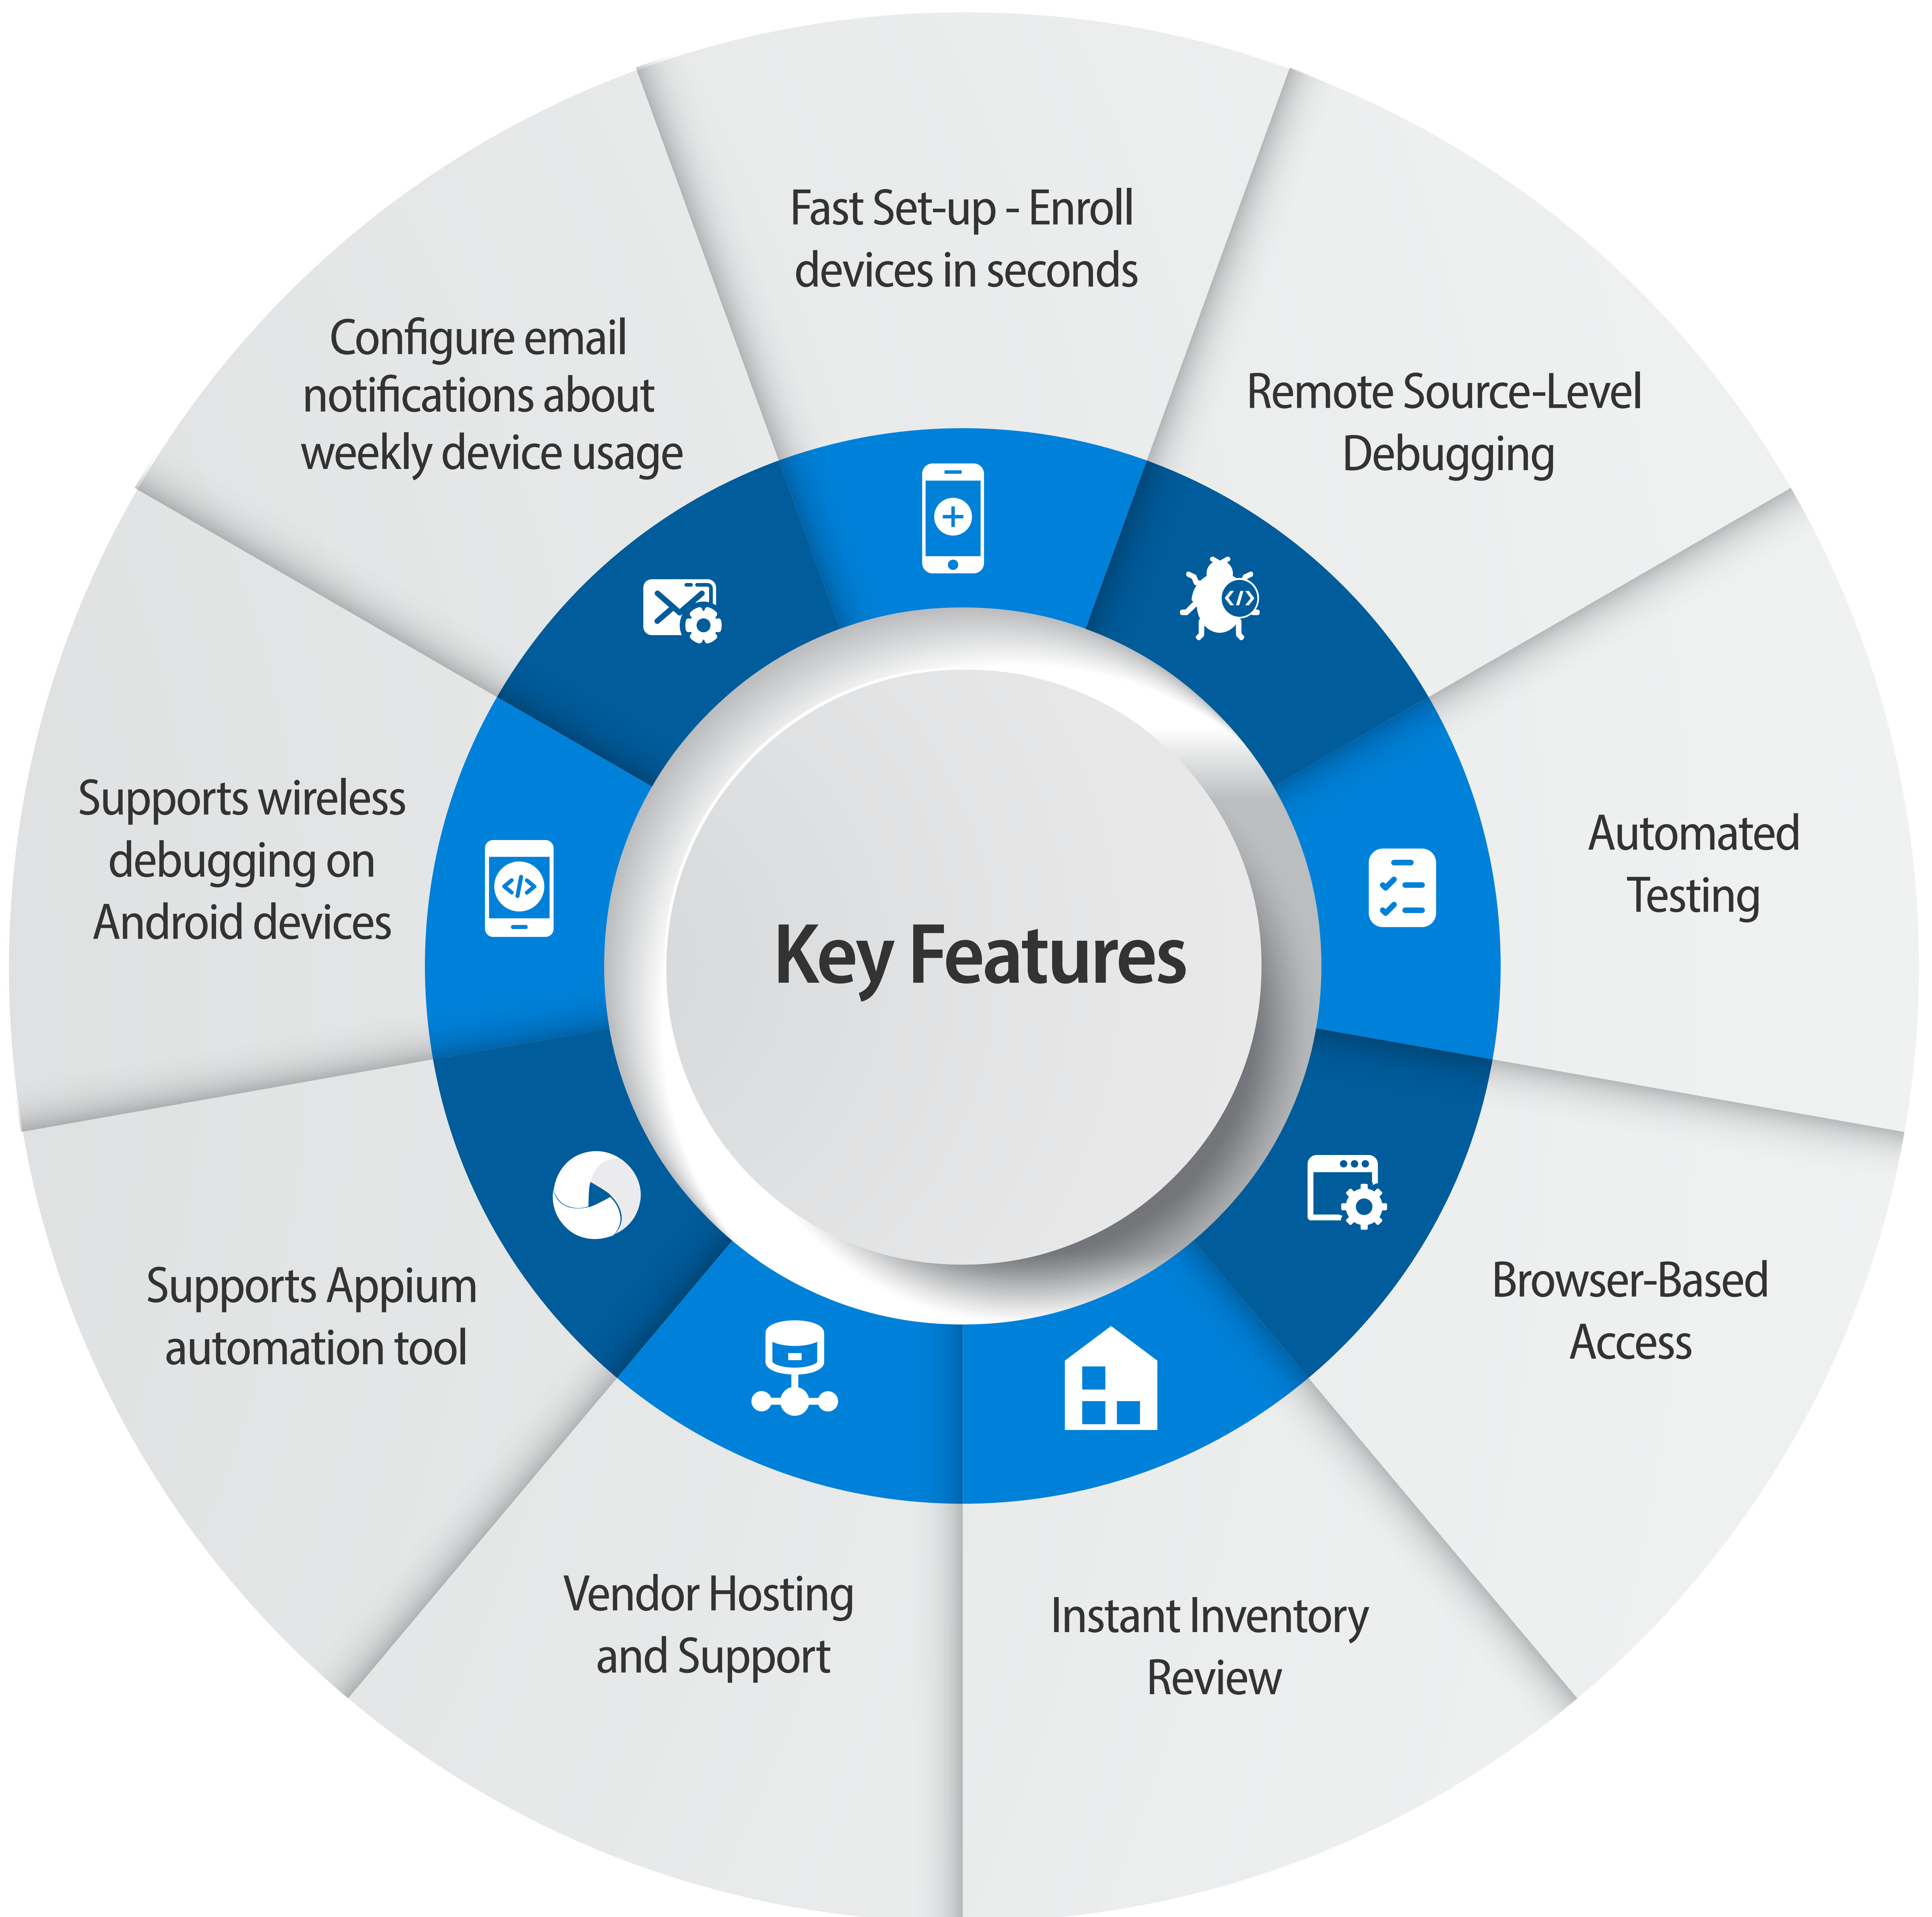 Fast Set-up - Enroll
devices in seconds
Remote Source-Level
Debugging
Automated
Testing
Browser-Based
Access
Instant Inventory
Review
Vendor Hosting
and Support
Supports Appium
automation tool
Supports wireless
debugging on
Android devices
Configure email
notifications about
weekly device usage
Key Features